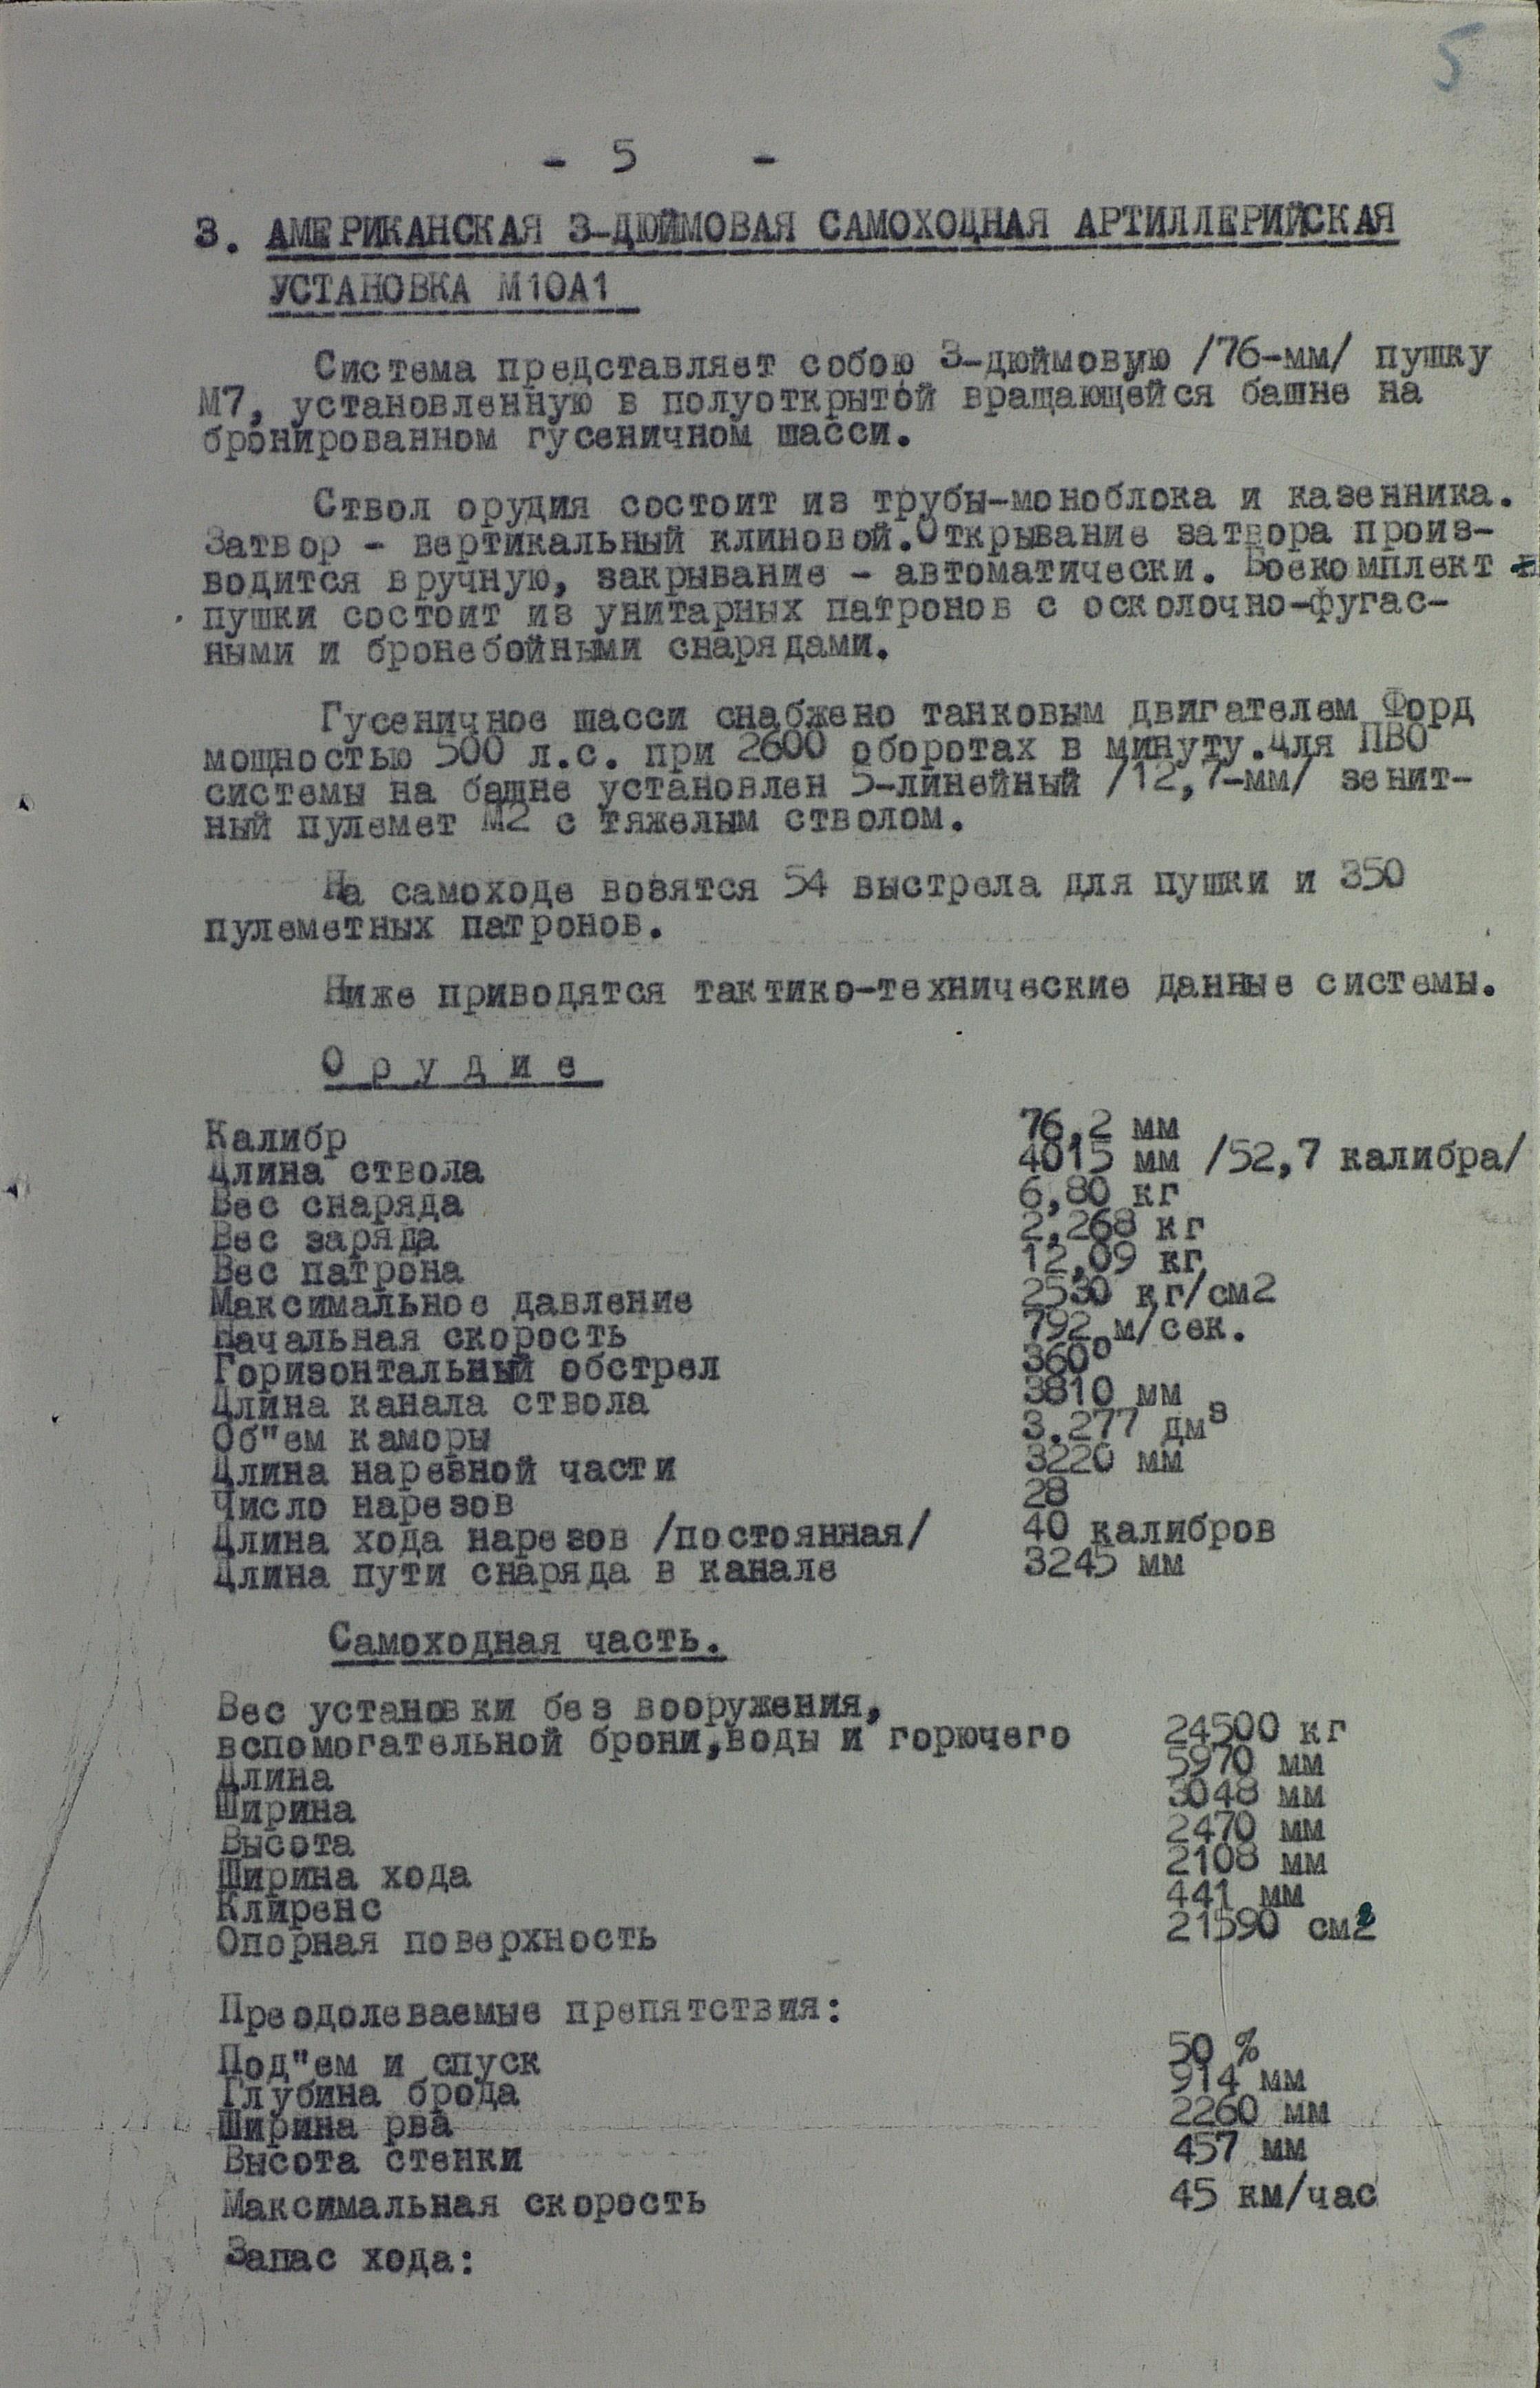 5
- 5 -
3. АМЕРИКАНСКАЯ 3-ДЮЙМОВАЯ САМОХОДНАЯ АРТИЛЛЕРИЙСКАЯ
УСТАНОВКА М10А1
Система представляет собою 3-дюймовую /76-мм/ пушку
М7, установленную в полуоткрытой вращающейся башне на
бронированном гусеничном шасси.
Ствол орудия состоит из трубы-моноблока и казенника.
Затвор - вертикальный клиновой.Открывание затвора произ-
водится вручную, закрывание - автоматически. Боекомплект
пушки состоит из унитарных патронов с осколочно-фугас-
ными и бронебойными снарядами.
Гусеничное шасси снабжено танковым двигателем Форд
мощностью 500 л.с. при 2600 оборотах в минуту.Для ПВО
системы на башне установлен 5-линейный /12,7-мм/ зенит-
ный пулемет М2 с тяжелым стволом.
На самоходе возятся 54 выстрела для пушки и 350
пулеметных патронов.
Ниже приводятся тактико-технические данные системы.
О р у д и е
Калибр 76,2 мм
Длина ствола 4015 мм /52,7 калибра/
Вес снаряда 6,80 кг
Вес заряда 2,268 кг
Вес патрона 12,09 кг
Максимальное давление 2530 кг/см2
Начальная скорость 792 м/сек.
Горизонтальный обстрел 360°
Длина канала ствола 3810 мм
Об"ем каморы 3.277 дм³
Длина нарезной части 3220 мм
Число нарезов 28
Длина хода нарезов /постоянная/ 40 калибров
Длина пути снаряда в канале 3245 мм
Самоходная часть.
Вес установки без вооружения,
вспомогательной брони,воды и горючего 24500 кг
Длина 5970 мм
Ширина 3048 мм
Высота 2470 мм
Ширина хода 2108 мм
Клиренс 441 мм
Опорная поверхность 21590 см2
Преодолеваемые препятствия:
Под"ем и спуск 50 %
Глубина брода 914 мм
Ширина рва 2260 мм
Высота стенки 457 мм
Максимальная скорость 45 км/час
Запас хода: